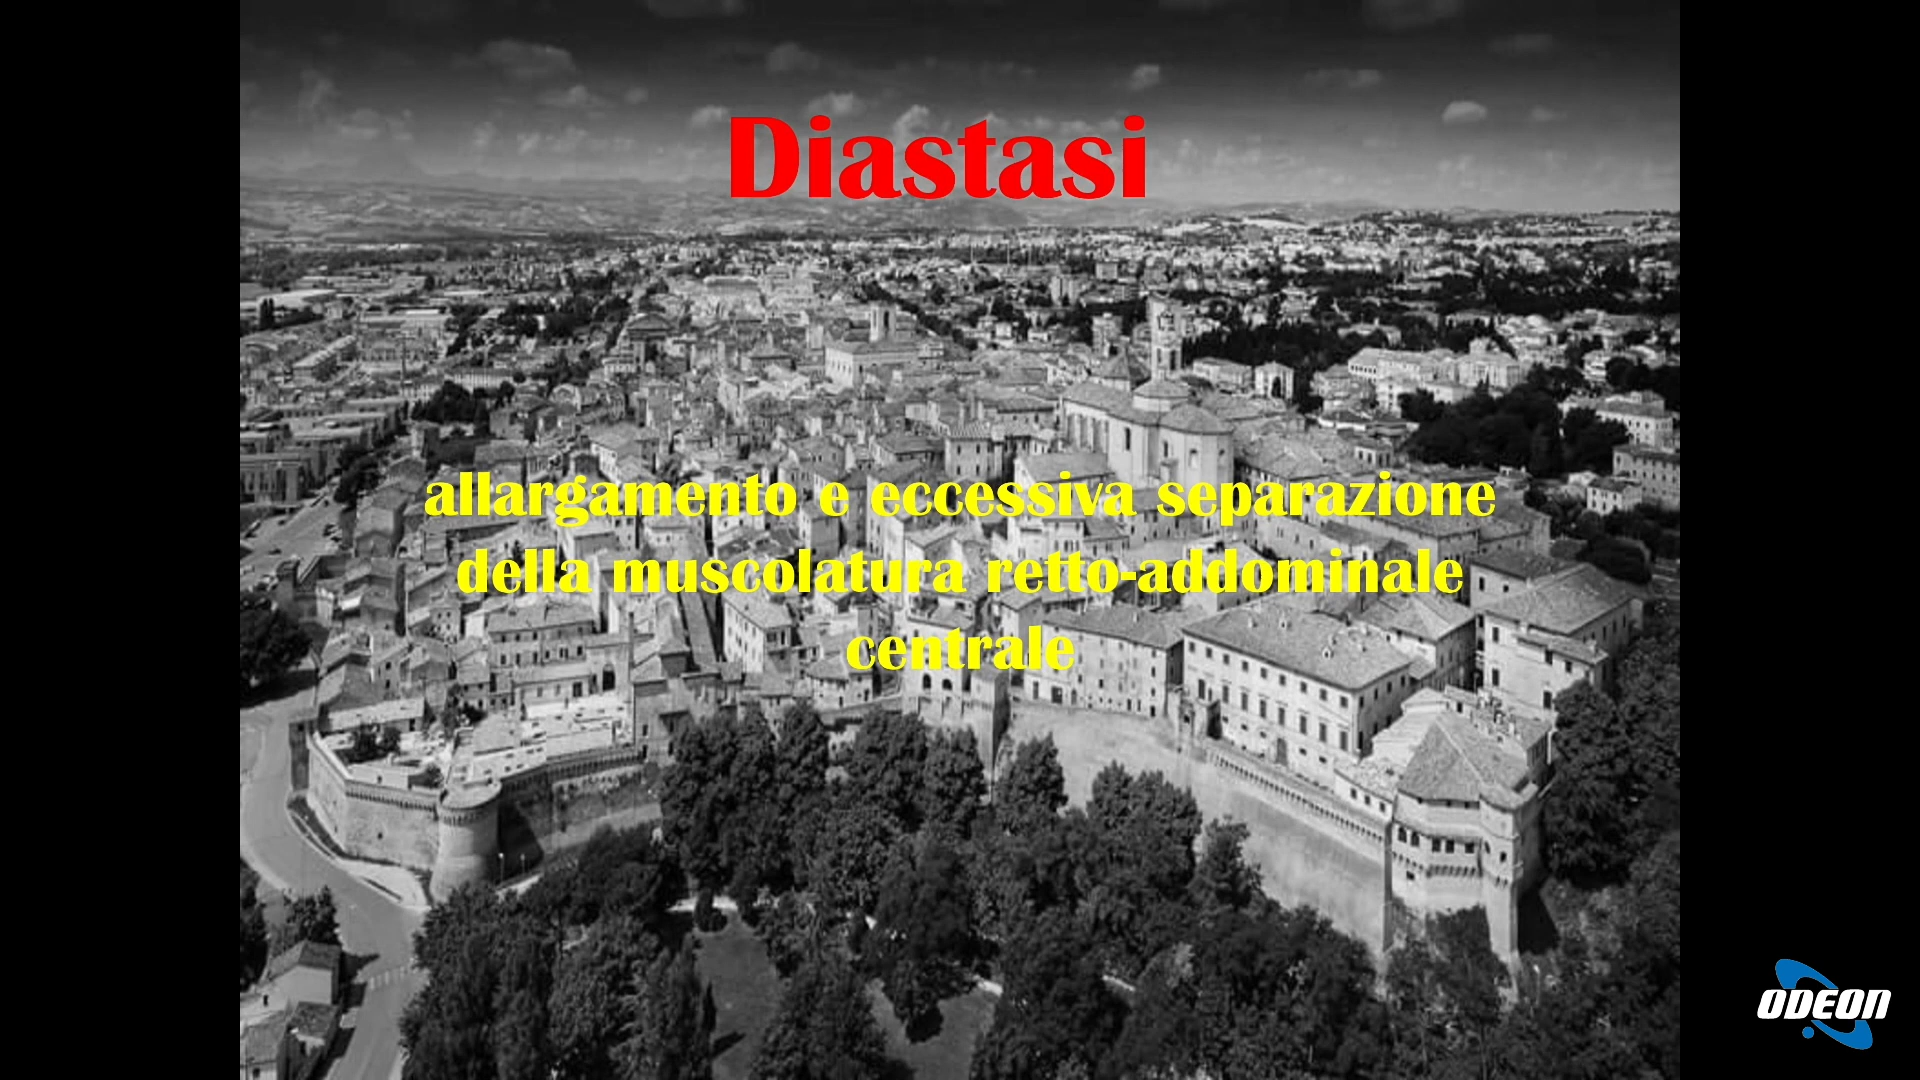 Diastasi
allargamento e eccessiva separazione
della muscolatura retto-addominale
centrale
ODEON